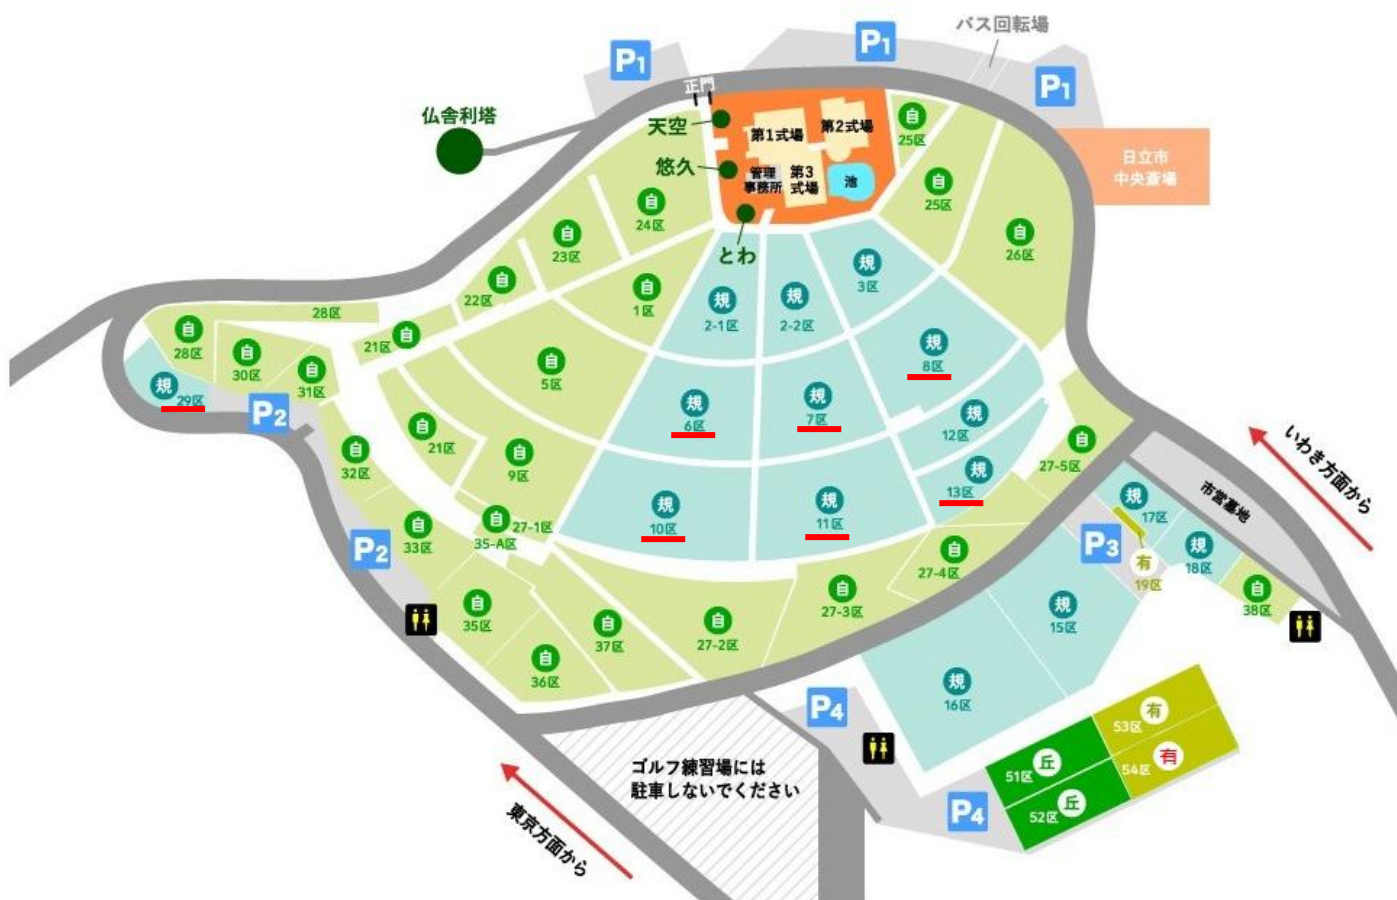 バス回転場
P1
P1
P1
正門
仏舎利塔
天空
第1式場
第2式場
自
25区
悠久
管理
事務所
第3
式場
池
日立市
中央斎場
自
25区
自
24区
自
23区
とわ
自
26区
自
22区
自
1区
規
2-1区
規
2-2区
規
3区
28区
自
28区
自
21区
自
30区
自
31区
規
29区
P2
自
5区
規
6区
規
7区
規
8区
規
12区
自
21区
自
9区
自
32区
規
13区
自
27-5区
いわき方面から
市営墓地
規
10区
規
11区
自
33区
自
27-1区
35-A区
P2
自
27-4区
P3
規
17区
規
18区
有
19区
自
38区
自
35区
自
37区
自
36区
自
27-2区
自
27-3区
規
15区
規
16区
P4
53区
有
54区
有
51区
丘
52区
丘
P4
ゴルフ練習場には
駐車しないでください
東京方面から